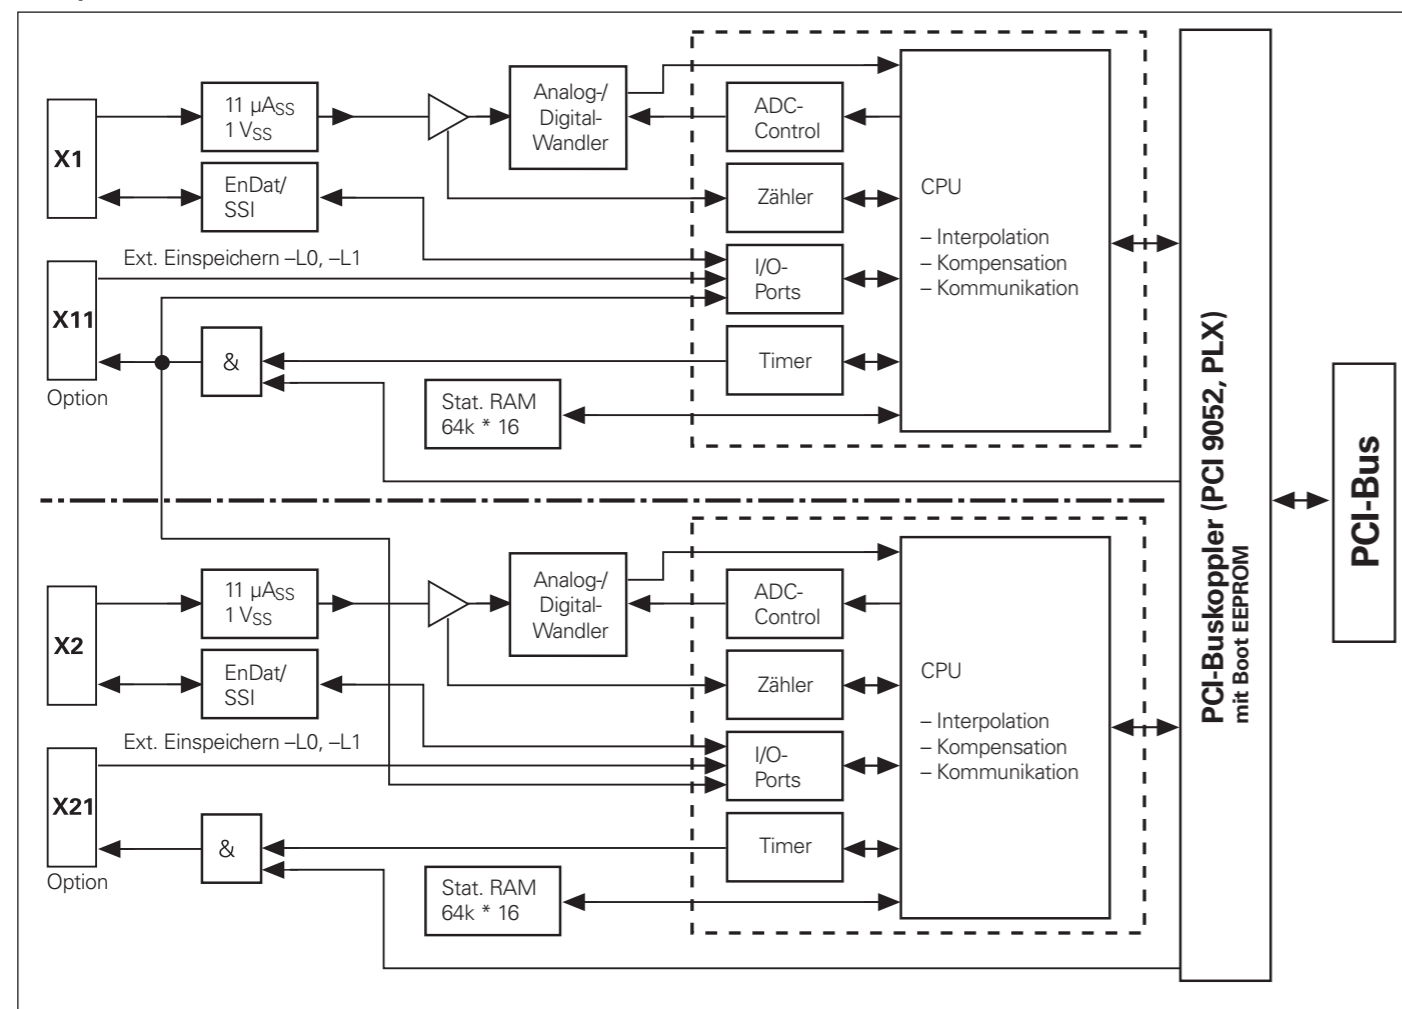 11 µASS
1 VSS
X1
EnDat/
SSI
Analog-/
Digital-
Wandler
ADC-
Control
Zähler
CPU
– Interpolation
– Kompensation
– Kommunikation
Ext. Einspeichern –L0, –L1
I/O-
Ports
X11
Option
&
Timer
Stat. RAM
64k * 16
11 µASS
1 VSS
X2
EnDat/
SSI
Analog-/
Digital-
Wandler
ADC-
Control
Zähler
CPU
– Interpolation
– Kompensation
– Kommunikation
Ext. Einspeichern –L0, –L1
I/O-
Ports
X21
Option
&
Timer
Stat. RAM
64k * 16
PCI-Buskoppler (PCI 9052, PLX)
mit Boot EEPROM
PCI-Bus